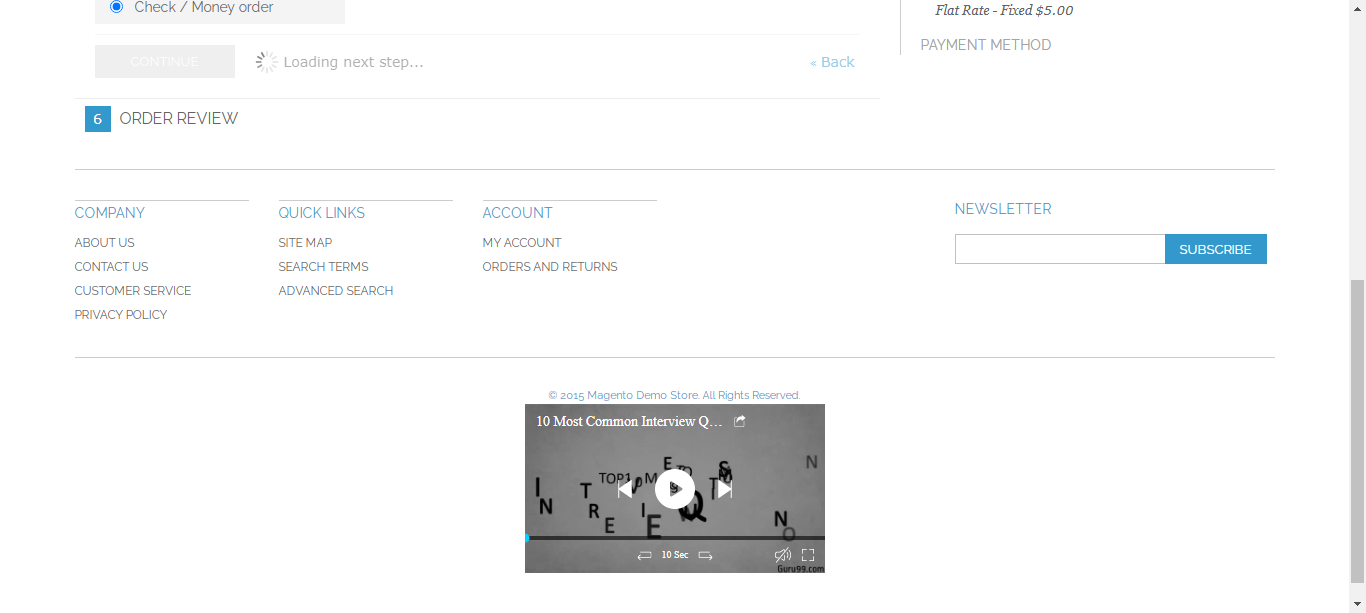 Check / Money order
Flat Rate - Fixed $5.00
PAYMENT METHOD
CONTINUE
Loading next step...
« Back
6 ORDER REVIEW
COMPANY
ABOUT US
CONTACT US
CUSTOMER SERVICE
PRIVACY POLICY
QUICK LINKS
SITE MAP
SEARCH TERMS
ADVANCED SEARCH
ACCOUNT
MY ACCOUNT
ORDERS AND RETURNS
NEWSLETTER
SUBSCRIBE
© 2015 Magento Demo Store. All Rights Reserved.
10 Most Common Interview Q...
10 Sec
Guru99.com